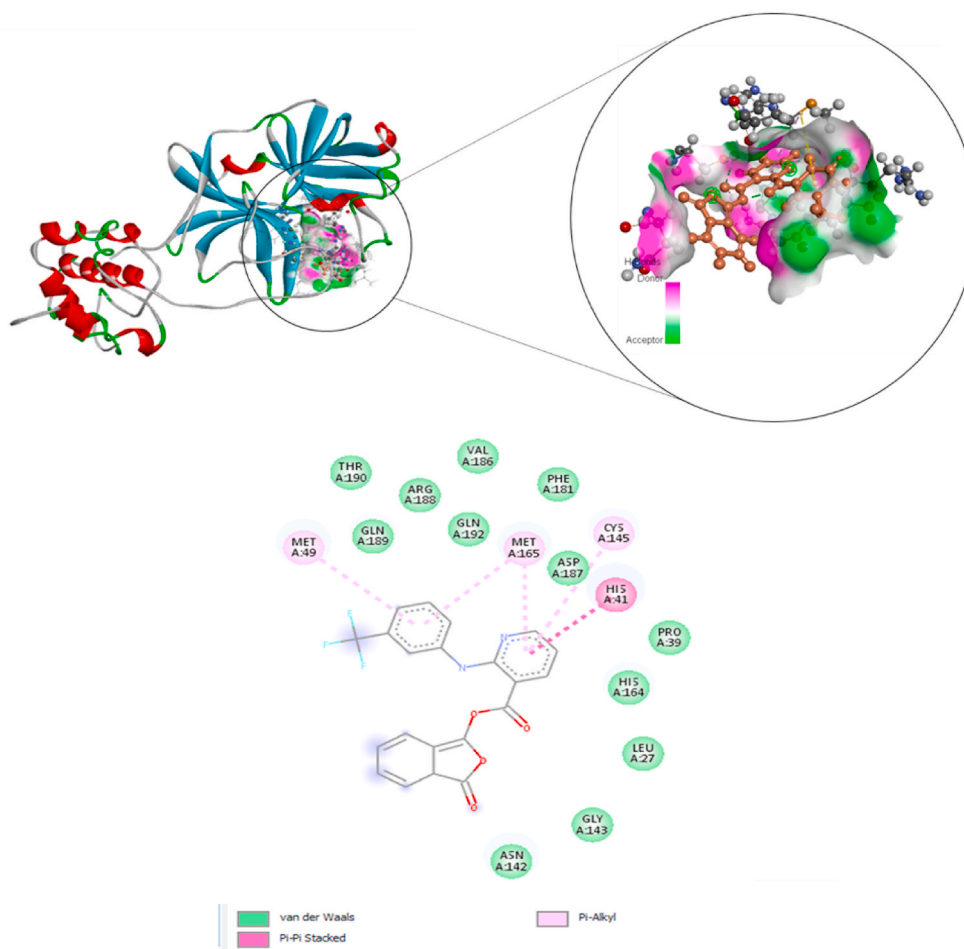 H-Bonds
Donor
Acceptor
VAL
A:186
THR
A:190
PHE
A:181
ARG
A:188
GLN
A:192
CYS
A:145
GLN
A:189
MET
A:49
MET
A:165
ASP
A:187
HIS
A:41
F
F
F
N
PRO
A:39
N
HIS
A:164
O
O
LEU
A:27
O
O
GLY
A:143
ASN
A:142
van der Waals
Pi-Pi Stacked
Pi-Alkyl